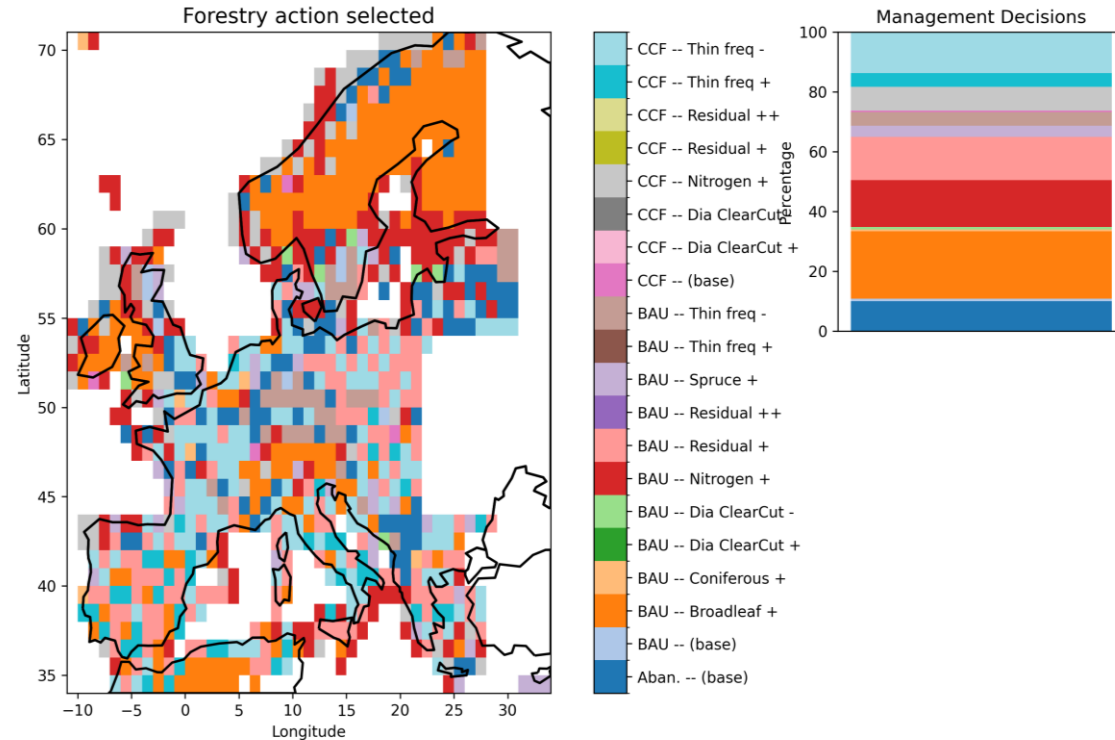 Forestry action selected
70
65
60
55
50
45
40
35
Latitude
−10
−5
0
5
10
15
20
25
30
Longitude
CCF -- Thin freq -
CCF -- Thin freq +
CCF -- Residual ++
CCF -- Residual +
CCF -- Nitrogen +
CCF -- Dia ClearCut -
CCF -- Dia ClearCut +
CCF -- (base)
BAU -- Thin freq -
BAU -- Thin freq +
BAU -- Spruce +
BAU -- Residual ++
BAU -- Residual +
BAU -- Nitrogen +
BAU -- Dia ClearCut -
BAU -- Dia ClearCut +
BAU -- Coniferous +
BAU -- Broadleaf +
BAU -- (base)
Aban. -- (base)
Management Decisions
100
80
60
40
20
0
Percentage